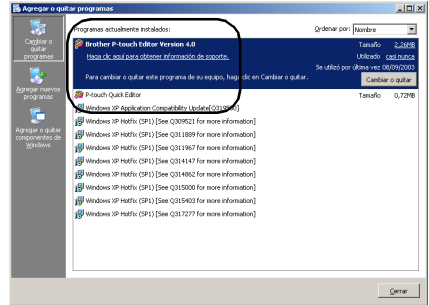 Agregar o quitar programas
Cambiar o quitar programas
Agregar nuevos programas
Agregar o quitar componentes de Windows
Programas actualmente instalados:
Ordenar por: Nombre
Brother P-touch Editor Version 4.0
Tamaño 2,26MB
Haga clic aquí para obtener información de soporte.
Utilizado casi nunca
Se utilizó por última vez 08/09/2003
Para cambiar o quitar este programa de su equipo, haga clic en Cambiar o quitar.
Cambiar o quitar
P-touch Quick Editor
Tamaño 0,72MB
Windows XP Application Compatibility Update[Q319580]
Windows XP Hotfix (SP1) [See Q309521 for more information]
Windows XP Hotfix (SP1) [See Q311889 for more information]
Windows XP Hotfix (SP1) [See Q311967 for more information]
Windows XP Hotfix (SP1) [See Q314147 for more information]
Windows XP Hotfix (SP1) [See Q314862 for more information]
Windows XP Hotfix (SP1) [See Q315000 for more information]
Windows XP Hotfix (SP1) [See Q315403 for more information]
Windows XP Hotfix (SP1) [See Q317277 for more information]
Cerrar